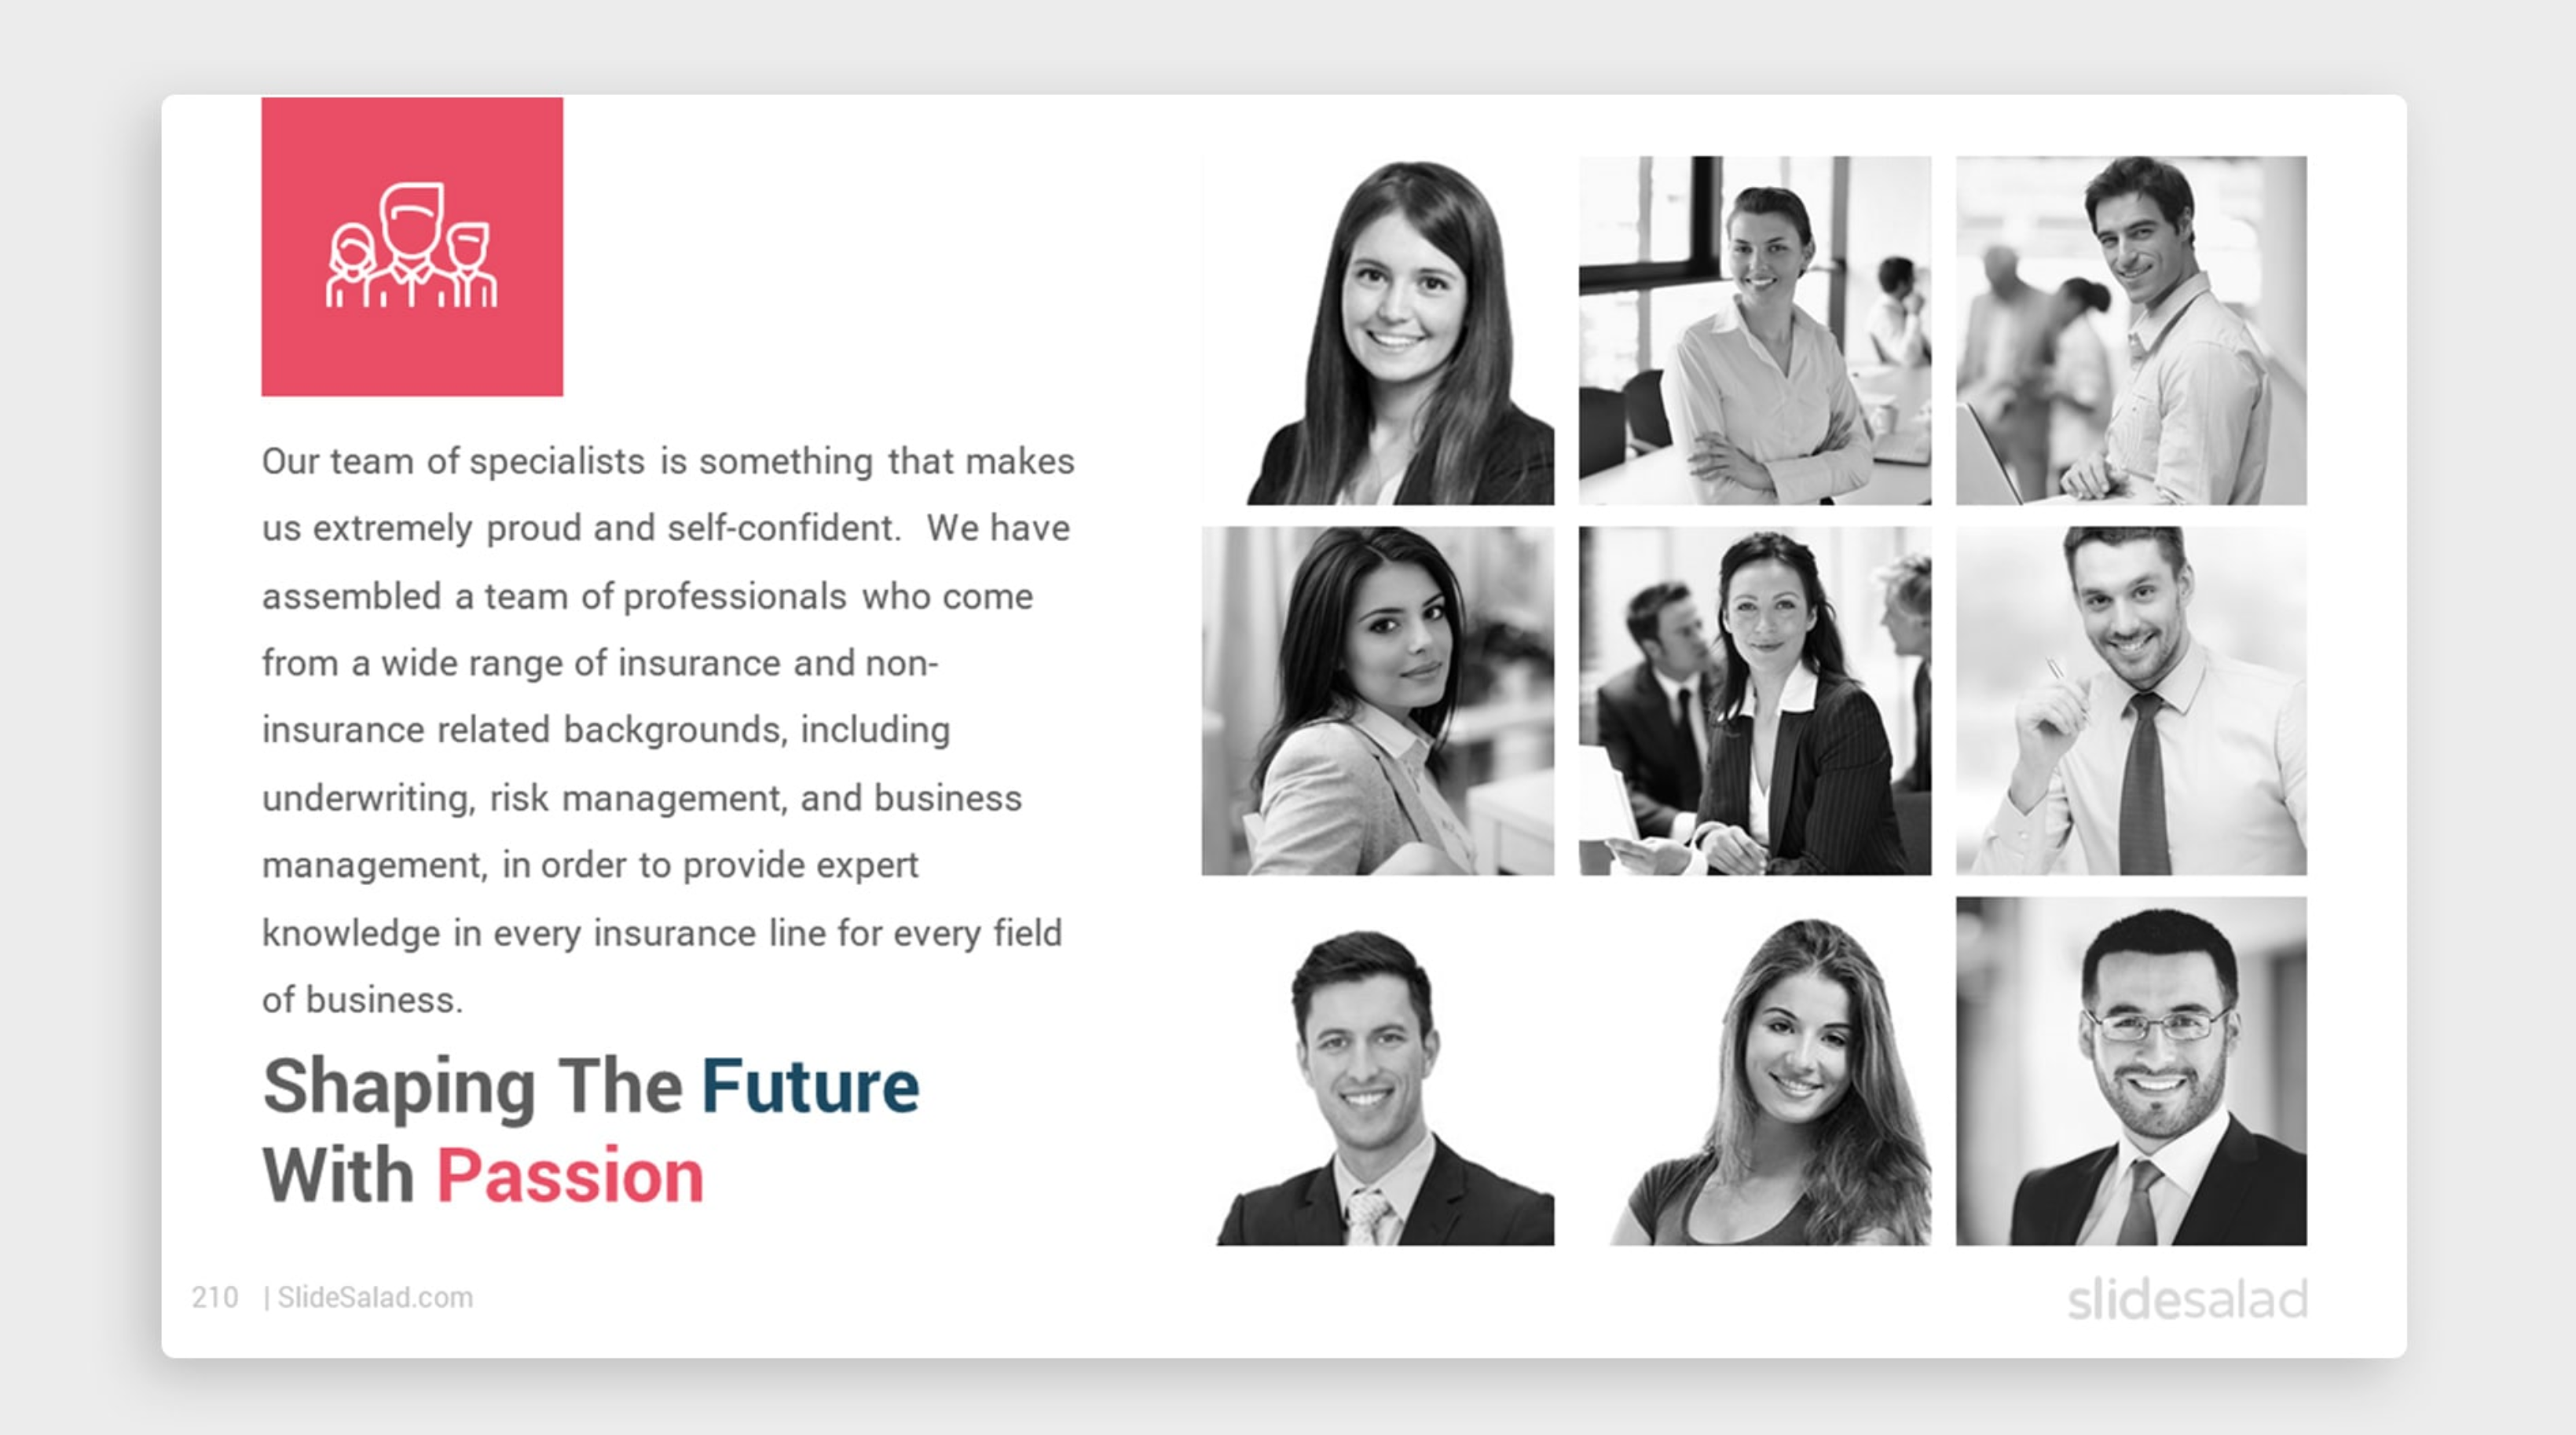 Our team of specialists is something that makes
us extremely proud and self-confident.  We have
assembled a team of professionals who come
from a wide range of insurance and non-
insurance related backgrounds, including
underwriting, risk management, and business
management, in order to provide expert
knowledge in every insurance line for every field
of business.
Shaping The Future
With Passion
210 | SlideSalad.com
slidesalad